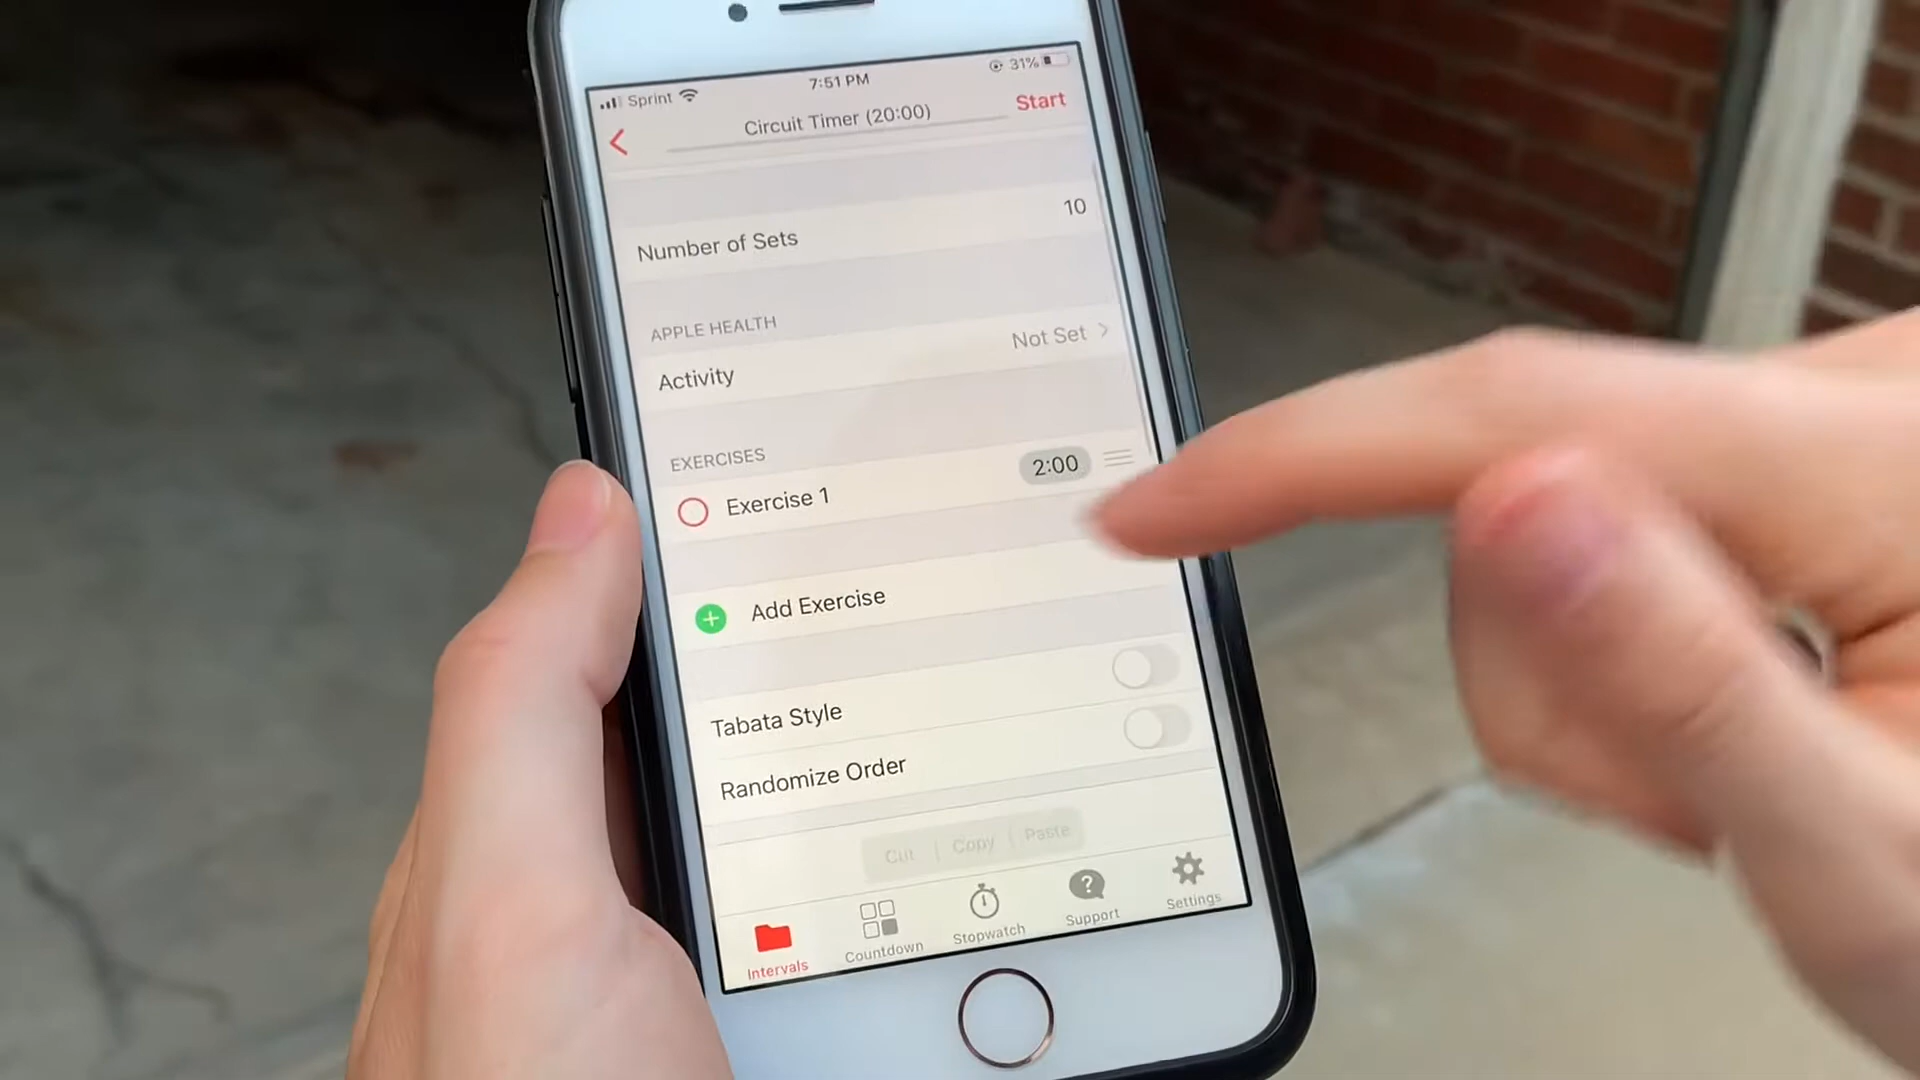 Sprint 7:51 PM 31%
Circuit Timer (20:00) Start
Number of Sets 10
APPLE HEALTH
Activity Not Set
EXERCISES
Exercise 1 2:00
Add Exercise
Tabata Style
Randomize Order
Cut Copy Paste
Intervals Countdown Stopwatch Support Settings